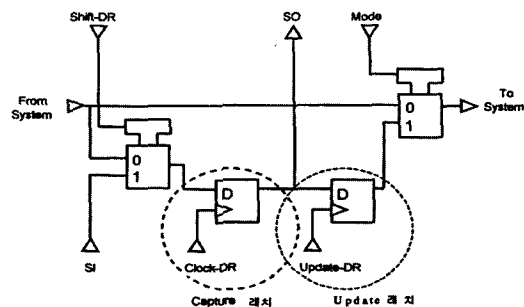 Shift-DR
SO
Mode
From
System
To
System
0
1
0
1
D
D
SI
Clock-DR
Update-DR
Capture 래치
Update 래치